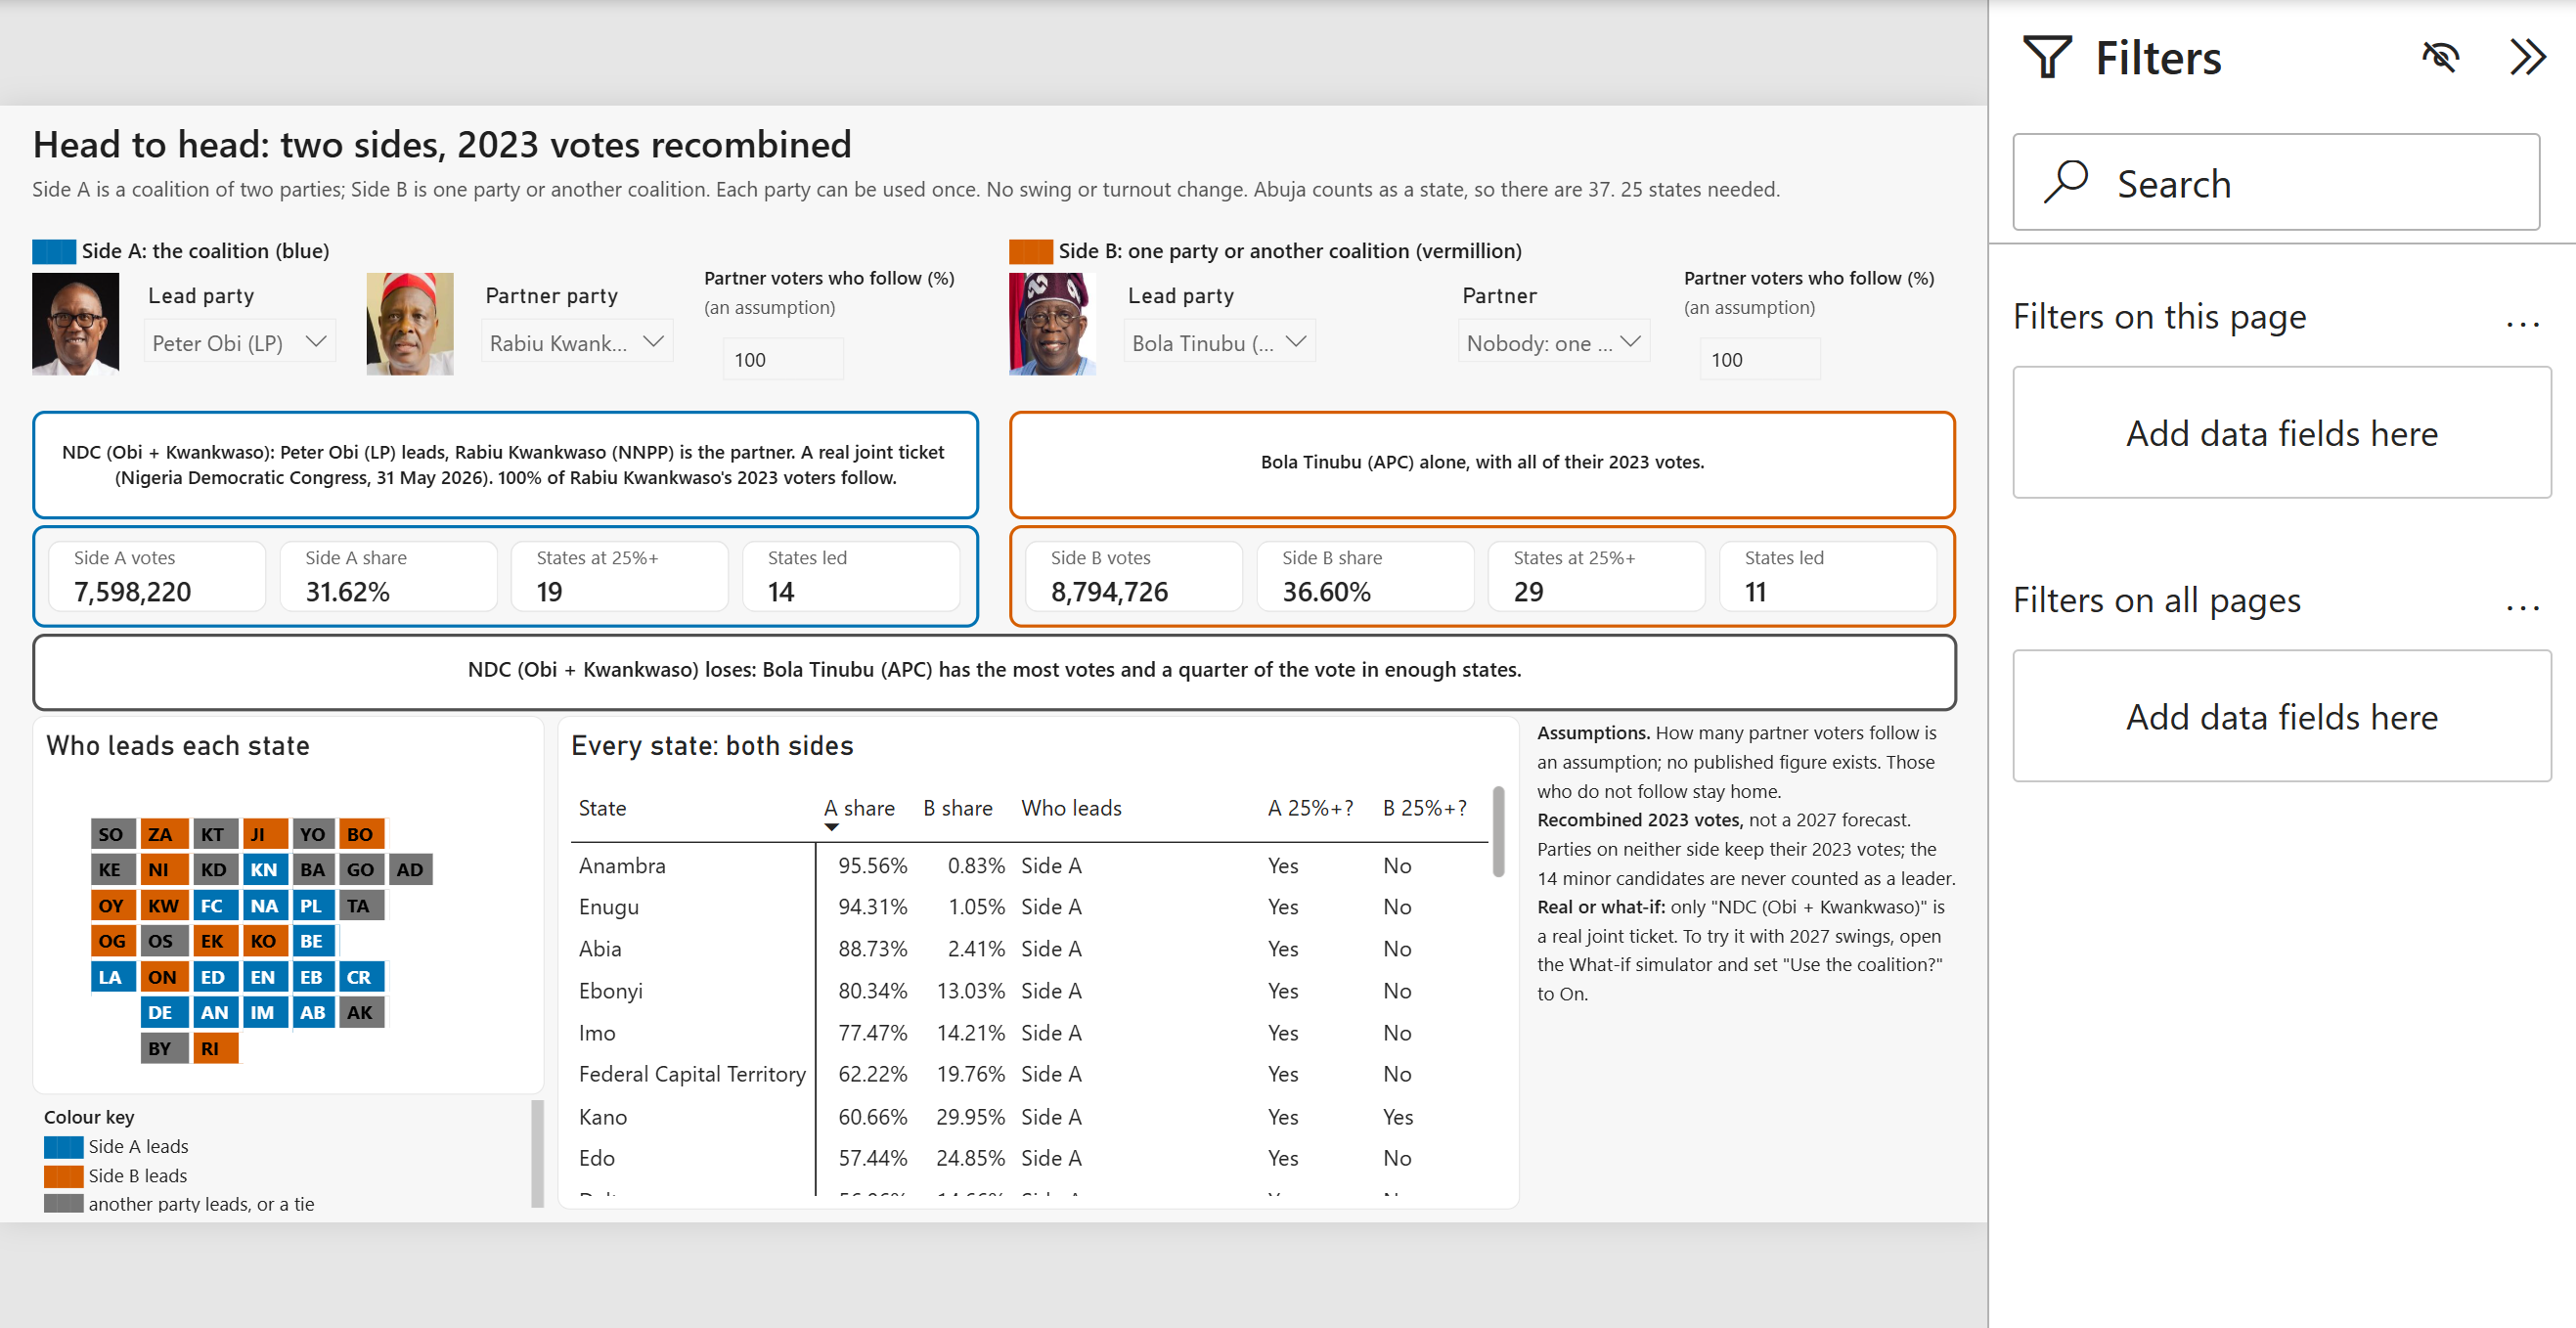 Head to head: two sides, 2023 votes recombined
Side A is a coalition of two parties; Side B is one party or another coalition. Each party can be used once. No swing or turnout change. Abuja counts as a state, so there are 37. 25 states needed.
Side A: the coalition (blue)
Lead party
Peter Obi (LP)
Partner party
Rabiu Kwank...
Partner voters who follow (%)
(an assumption)
100
Side B: one party or another coalition (vermillion)
Lead party
Bola Tinubu (...
Partner
Nobody: one ...
Partner voters who follow (%)
(an assumption)
100
NDC (Obi + Kwankwaso): Peter Obi (LP) leads, Rabiu Kwankwaso (NNPP) is the partner. A real joint ticket
(Nigeria Democratic Congress, 31 May 2026). 100% of Rabiu Kwankwaso's 2023 voters follow.
Bola Tinubu (APC) alone, with all of their 2023 votes.
Side A votes
7,598,220
Side A share
31.62%
States at 25%+
19
States led
14
Side B votes
8,794,726
Side B share
36.60%
States at 25%+
29
States led
11
NDC (Obi + Kwankwaso) loses: Bola Tinubu (APC) has the most votes and a quarter of the vote in enough states.
Who leads each state
SO ZA KT JI YO BO
KE NI KD KN BA GO AD
OY KW FC NA PL TA
OG OS EK KO BE
LA ON ED EN EB CR
DE AN IM AB AK
BY RI
Colour key
Side A leads
Side B leads
another party leads, or a tie
Every state: both sides
State A share B share Who leads A 25%+? B 25%+?
Anambra 95.56% 0.83% Side A Yes No
Enugu 94.31% 1.05% Side A Yes No
Abia 88.73% 2.41% Side A Yes No
Ebonyi 80.34% 13.03% Side A Yes No
Imo 77.47% 14.21% Side A Yes No
Federal Capital Territory 62.22% 19.76% Side A Yes No
Kano 60.66% 29.95% Side A Yes Yes
Edo 57.44% 24.85% Side A Yes No
Assumptions. How many partner voters follow is
an assumption; no published figure exists. Those
who do not follow stay home.
Recombined 2023 votes, not a 2027 forecast.
Parties on neither side keep their 2023 votes; the
14 minor candidates are never counted as a leader.
Real or what-if: only "NDC (Obi + Kwankwaso)" is
a real joint ticket. To try it with 2027 swings, open
the What-if simulator and set "Use the coalition?"
to On.
Filters
Search
Filters on this page
...
Add data fields here
Filters on all pages
...
Add data fields here